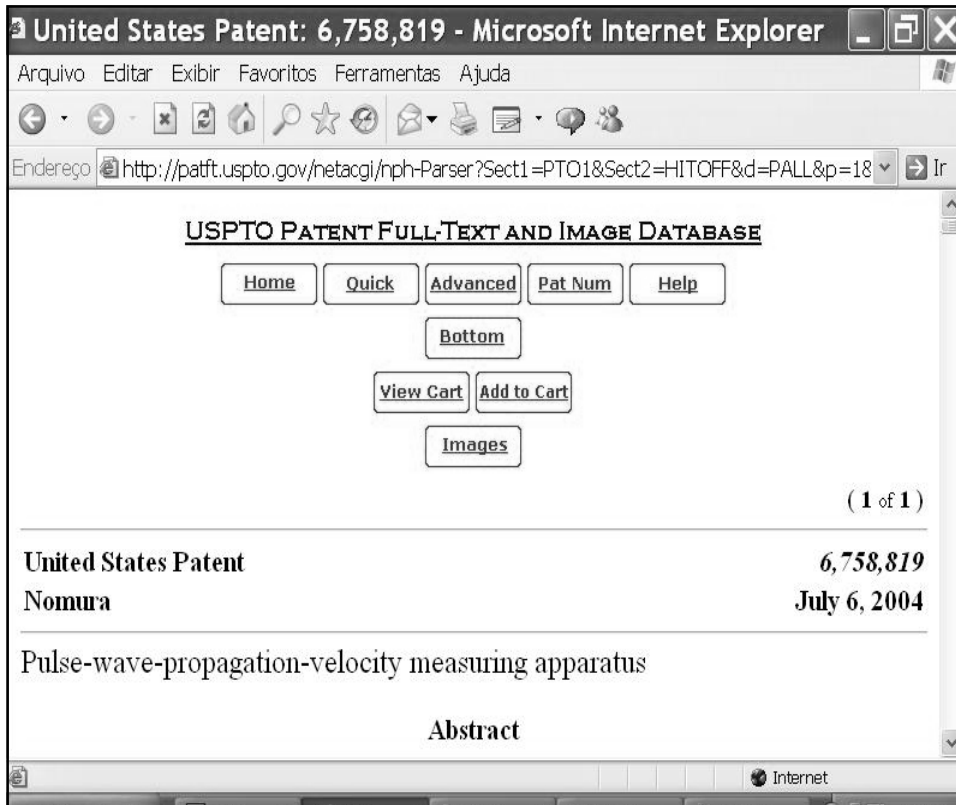 United States Patent: 6,758,819 - Microsoft Internet Explorer
Arquivo Editar Exibir Favoritos Ferramentas Ajuda
Endereço http://patft.uspto.gov/netacgi/nph-Parser?Sect1=PTO1&Sect2=HITOFF&d=PALL&p=18 Ir
USPTO PATENT FULL-TEXT AND IMAGE DATABASE
Home Quick Advanced Pat Num Help
Bottom
View Cart Add to Cart
Images
( 1 of 1 )
United States Patent 6,758,819
Nomura July 6, 2004
Pulse-wave-propagation-velocity measuring apparatus
Abstract
Internet